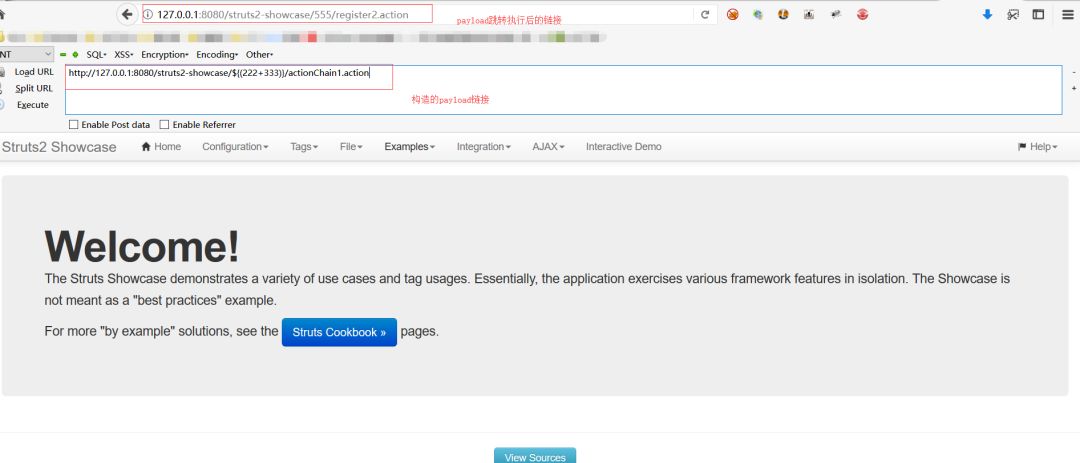 127.0.0.1:8080/struts2-showcase/555/register2.action
payload跳转执行后的链接
NT
SQL- XSS- Encryption- Encoding- Other-
Load URL
http://127.0.0.1:8080/struts2-showcase/${(222+333)}/actionChain1.action
Split URL
构造的payload链接
Execute
Enable Post data Enable Referrer
Struts2 Showcase Home Configuration Tags File Examples Integration AJAX Interactive Demo Help
Welcome!
The Struts Showcase demonstrates a variety of use cases and tag usages. Essentially, the application exercises various framework features in isolation. The Showcase is
not meant as a "best practices" example.
For more "by example" solutions, see the Struts Cookbook » pages.
View Sources